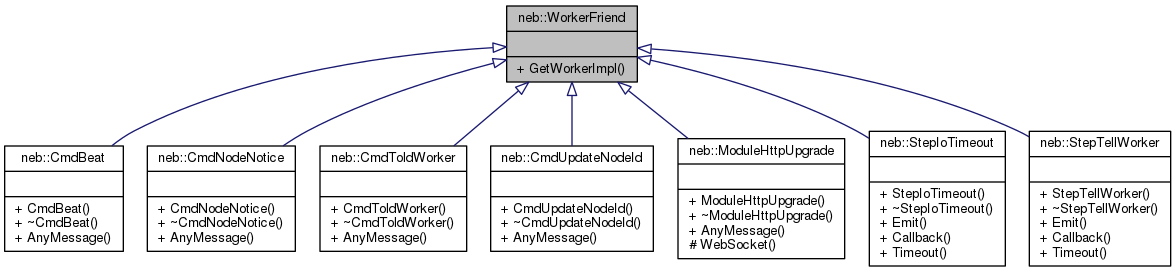 neb::WorkerFriend
+ GetWorkerImpl()
neb::CmdBeat
+ CmdBeat()
+ ~CmdBeat()
+ AnyMessage()
neb::CmdNodeNotice
+ CmdNodeNotice()
+ ~CmdNodeNotice()
+ AnyMessage()
neb::CmdToldWorker
+ CmdToldWorker()
+ ~CmdToldWorker()
+ AnyMessage()
neb::CmdUpdateNodeId
+ CmdUpdateNodeId()
+ ~CmdUpdateNodeId()
+ AnyMessage()
neb::ModuleHttpUpgrade
+ ModuleHttpUpgrade()
+ ~ModuleHttpUpgrade()
+ AnyMessage()
# WebSocket()
neb::StepIoTimeout
+ StepIoTimeout()
+ ~StepIoTimeout()
+ Emit()
+ Callback()
+ Timeout()
neb::StepTellWorker
+ StepTellWorker()
+ ~StepTellWorker()
+ Emit()
+ Callback()
+ Timeout()